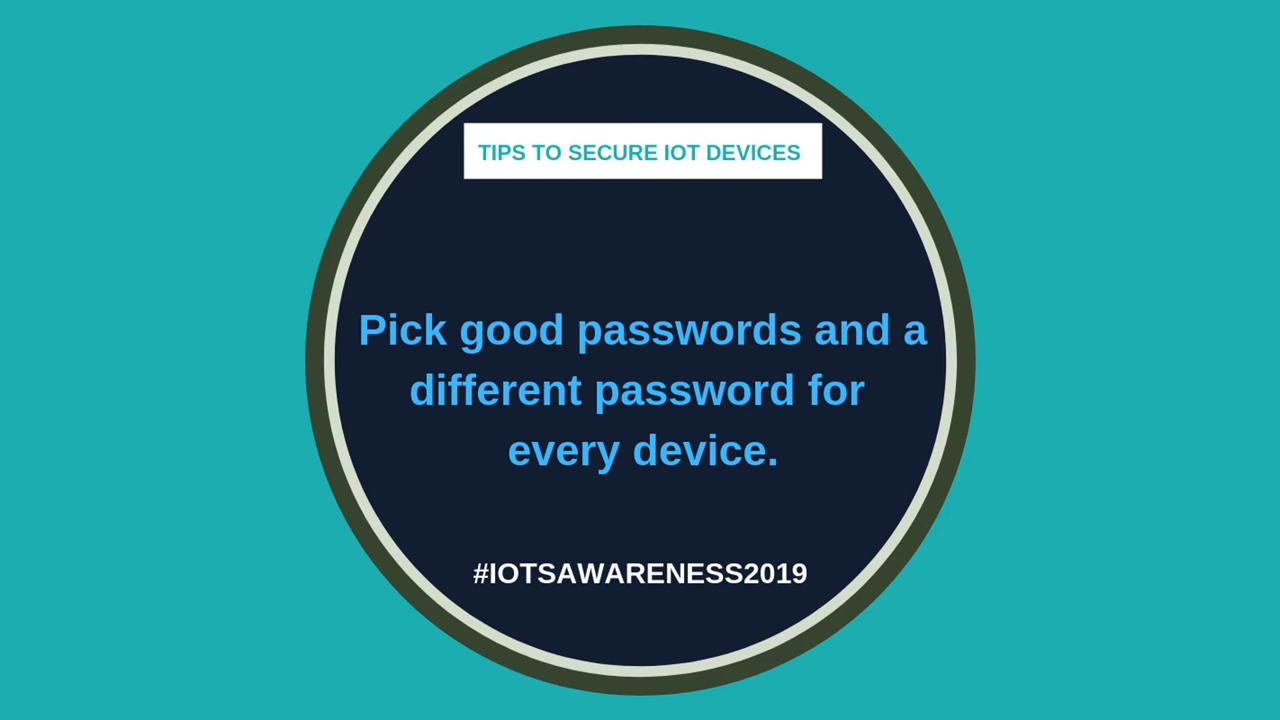 TIPS TO SECURE IOT DEVICES
Pick good passwords and a
different password for
every device.
#IOTSAWARENESS2019